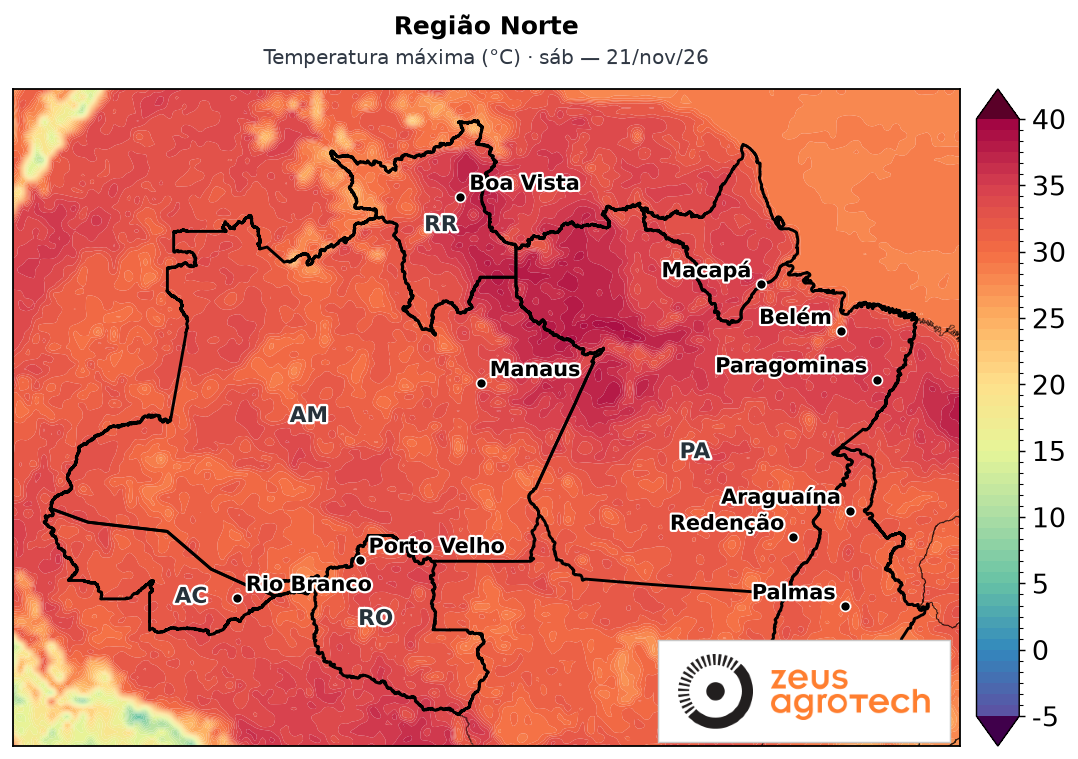 Região Norte
Temperatura máxima (°C) · sáb — 21/nov/26
40
35
30
25
20
15
10
5
0
-5
Boa Vista
RR
Macapá
Belém
Paragominas
Manaus
AM
PA
Araguaína
Redenção
Porto Velho
Rio Branco
AC
RO
Palmas
zeus
agrotech